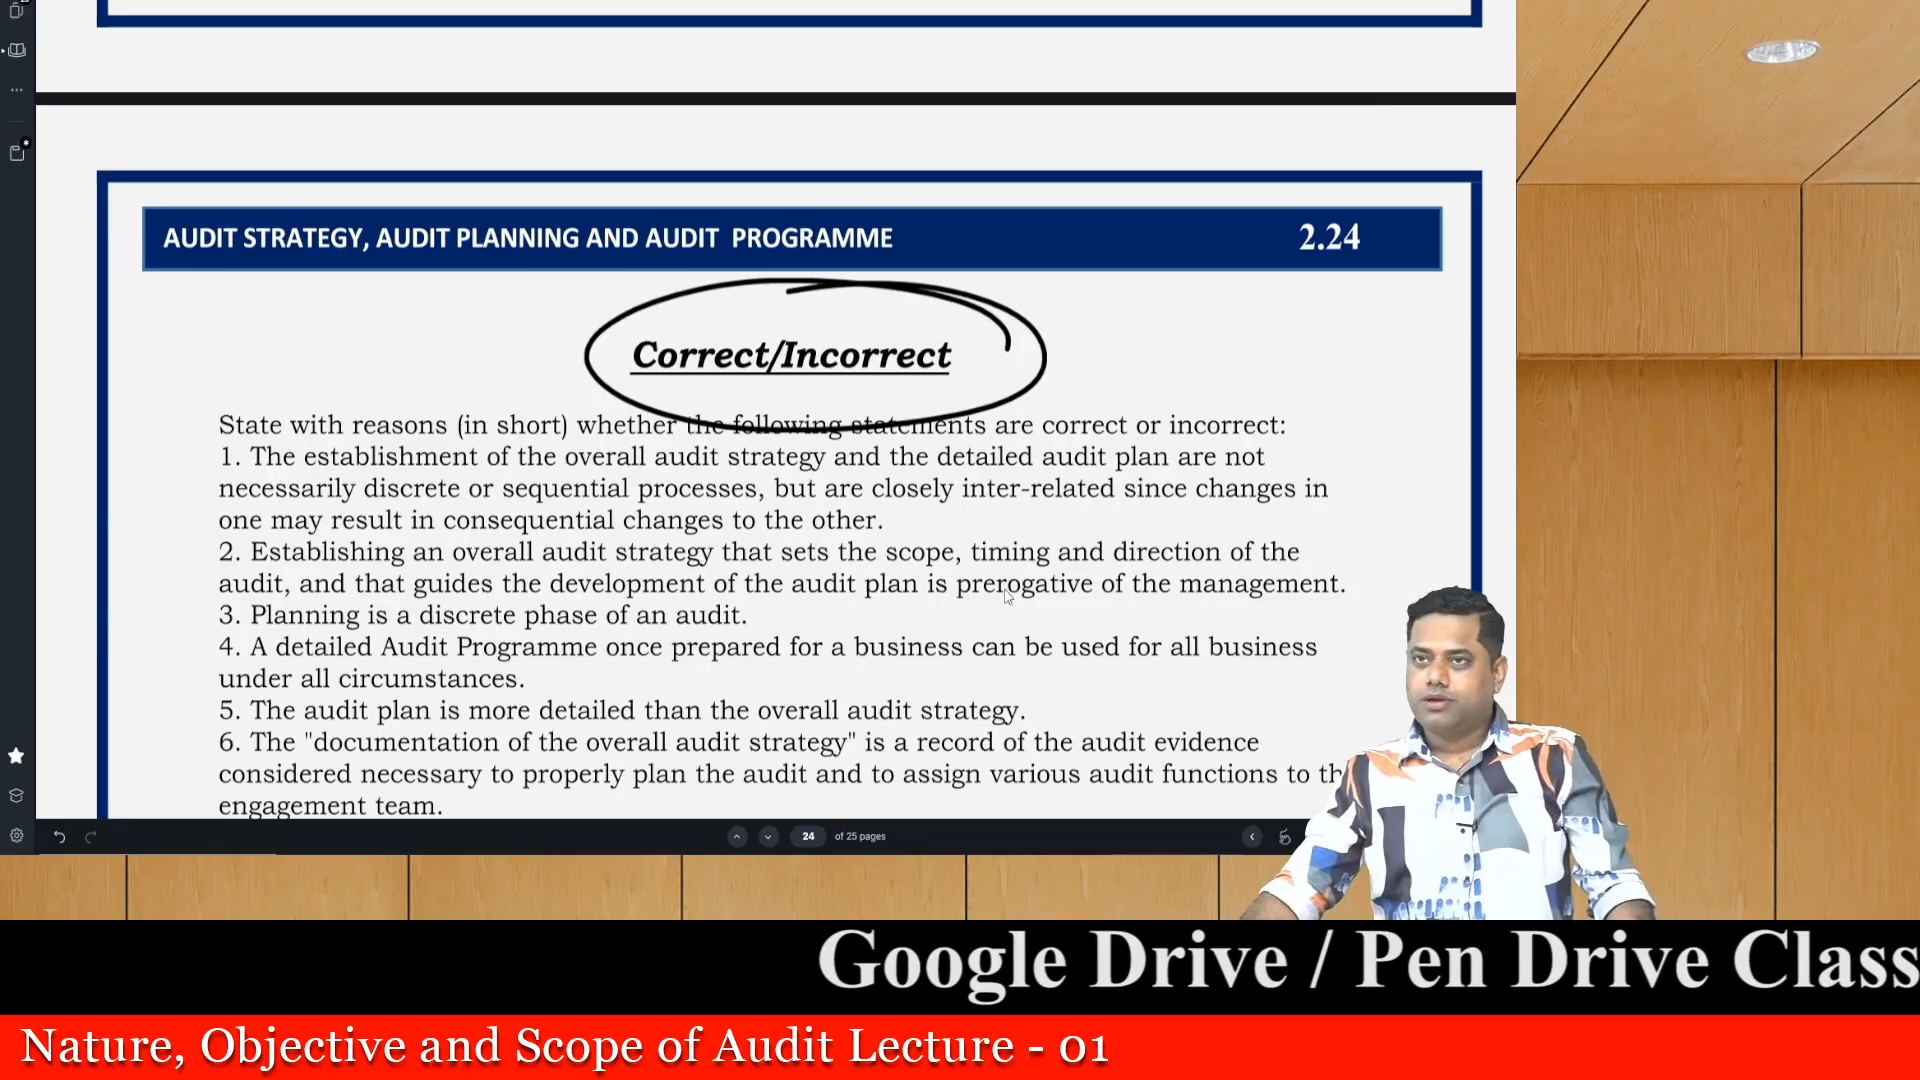 AUDIT STRATEGY, AUDIT PLANNING AND AUDIT PROGRAMME 2.24
Correct/Incorrect
State with reasons (in short) whether the following statements are correct or incorrect:
1. The establishment of the overall audit strategy and the detailed audit plan are not
necessarily discrete or sequential processes, but are closely inter-related since changes in
one may result in consequential changes to the other.
2. Establishing an overall audit strategy that sets the scope, timing and direction of the
audit, and that guides the development of the audit plan is prerogative of the management.
3. Planning is a discrete phase of an audit.
4. A detailed Audit Programme once prepared for a business can be used for all business
under all circumstances.
5. The audit plan is more detailed than the overall audit strategy.
6. The "documentation of the overall audit strategy" is a record of the audit evidence
considered necessary to properly plan the audit and to assign various audit functions to th
engagement team.
24 of 25 pages
Google Drive / Pen Drive Class
Nature, Objective and Scope of Audit Lecture - 01